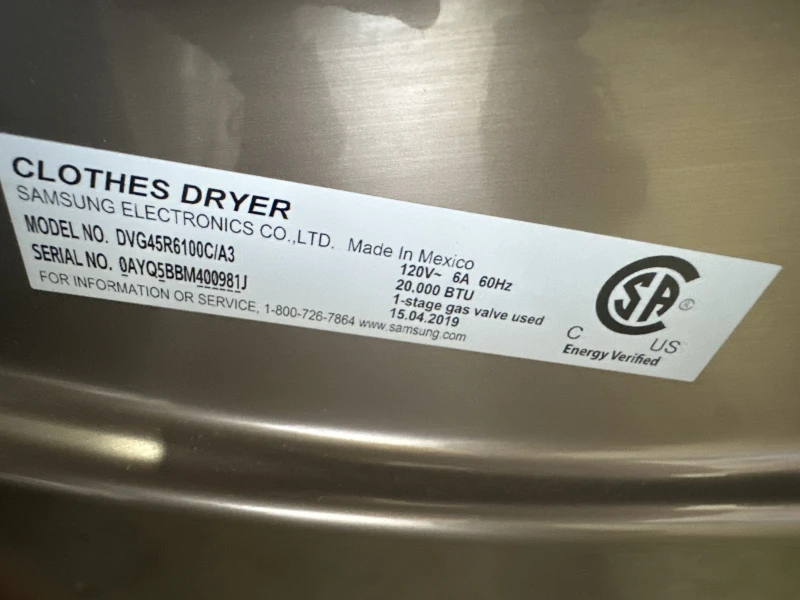 CLOTHES DRYER
SAMSUNG ELECTRONICS CO.,LTD. Made In Mexico
MODEL NO. DVG45R6100C/A3
120V~ 6A 60Hz
SERIAL NO. 0AYQ5BBM400981J
20.000 BTU
1-stage gas valve used
15.04.2019
FOR INFORMATION OR SERVICE, 1-800-726-7864 www.samsung.com
SA ®
C US
Energy Verified